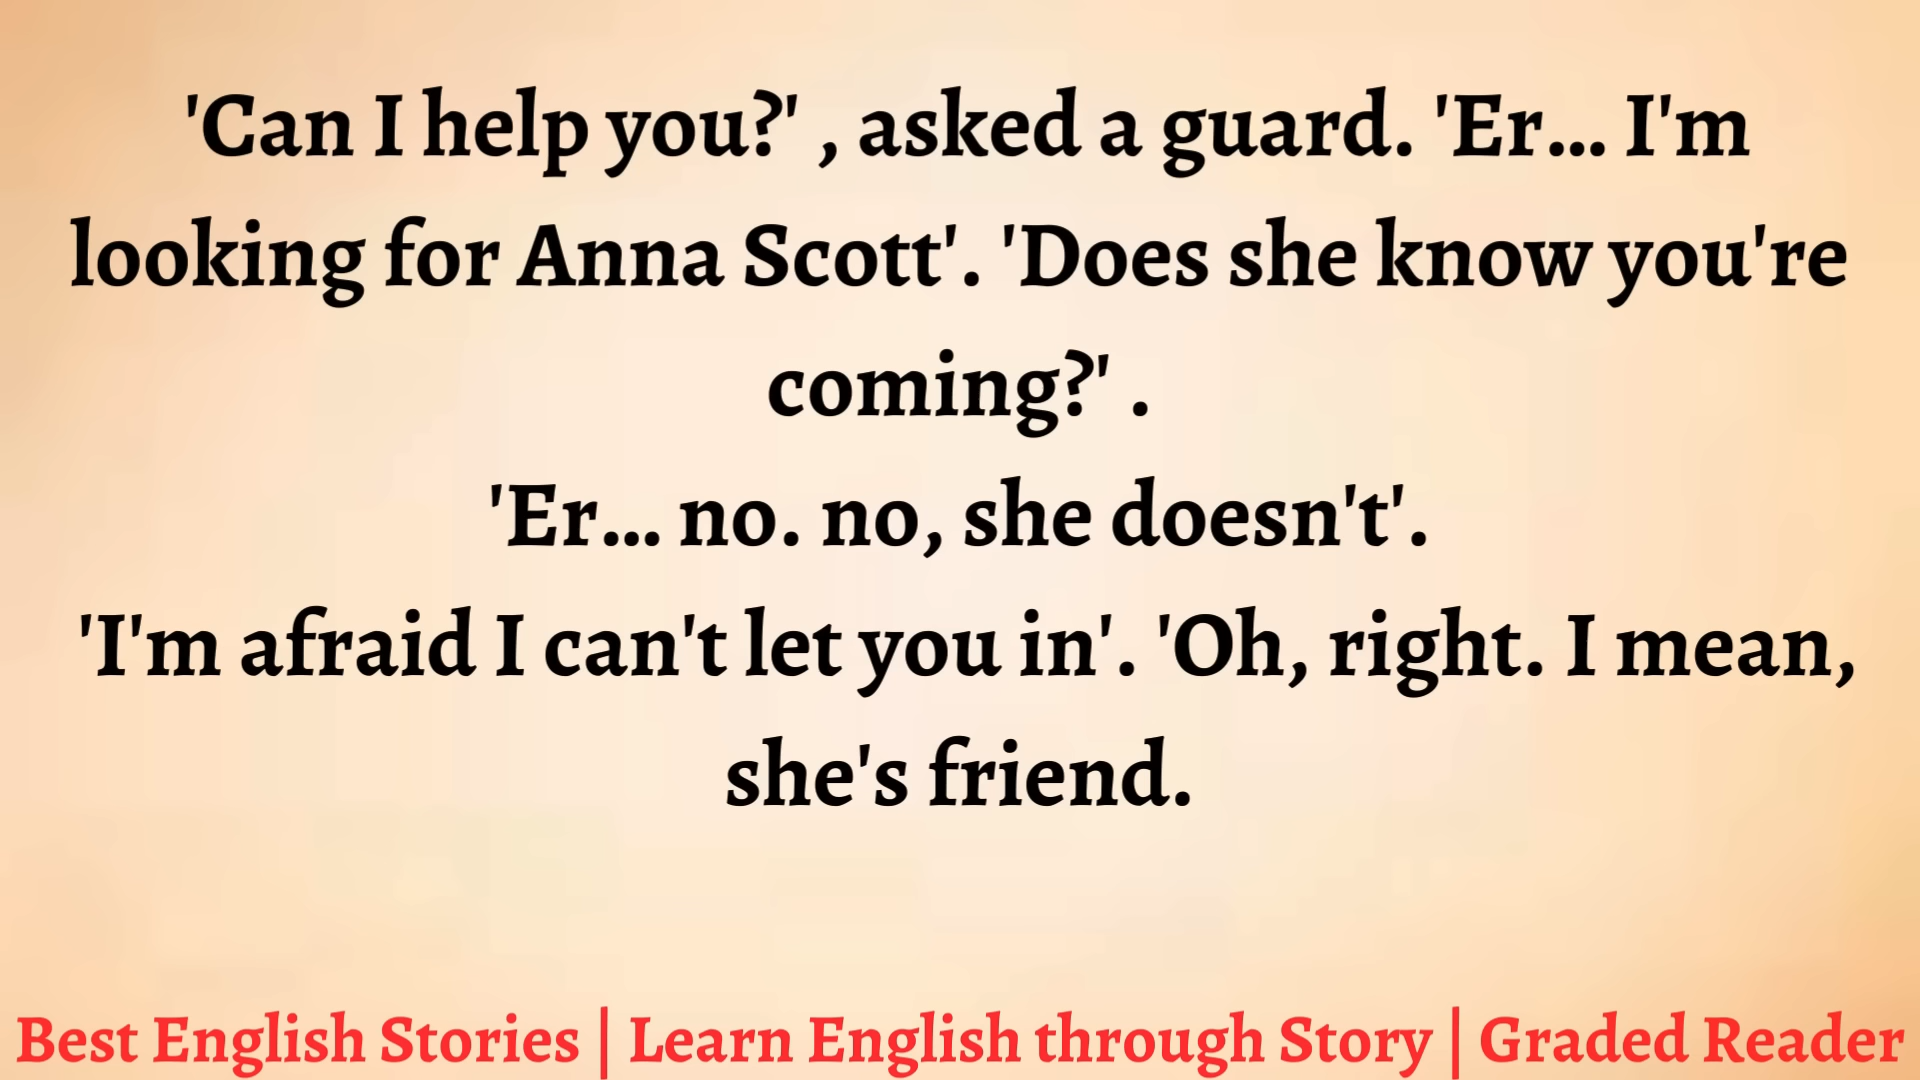 'Can I help you?' , asked a guard. 'Er... I'm
looking for Anna Scott'. 'Does she know you're
coming?' .
'Er... no. no, she doesn't'.
'I'm afraid I can't let you in'. 'Oh, right. I mean,
she's friend.
Best English Stories | Learn English through Story | Graded Reader